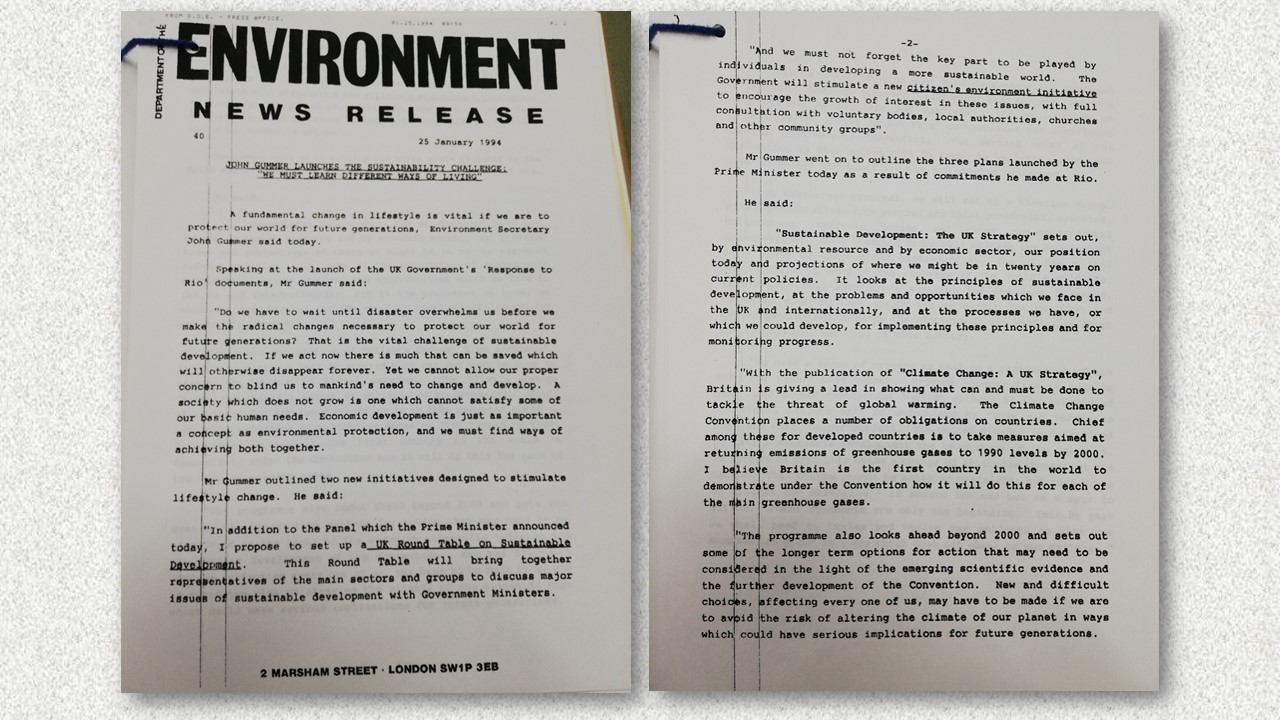 FROM D.O.E. - PRESS OFFICE.
01.25.1994
P. 2
DEPARTMENT OF THE
ENVIRONMENT
NEWS RELEASE
40
25 January 1994
JOHN GUMMER LAUNCHES THE SUSTAINABILITY CHALLENGE:
"WE MUST LEARN DIFFERENT WAYS OF LIVING"
A fundamental change in lifestyle is vital if we are to
protect our world for future generations, Environment Secretary
John Gummer said today.
Speaking at the launch of the UK Government's 'Response to
Rio' documents, Mr Gummer said:
"Do we have to wait until disaster overwhelms us before we
make the radical changes necessary to protect our world for
future generations? That is the vital challenge of sustainable
development. If we act now there is much that can be saved which
will otherwise disappear forever. Yet we cannot allow our proper
concern to blind us to mankind's need to change and develop. A
society which does not grow is one which cannot satisfy some of
our basic human needs. Economic development is just as important
a concept as environmental protection, and we must find ways of
achieving both together.
Mr Gummer outlined two new initiatives designed to stimulate
lifestyle change. He said:
"In addition to the Panel which the Prime Minister announced
today, I propose to set up a UK Round Table on Sustainable
Development. This Round Table will bring together
representatives of the main sectors and groups to discuss major
issues of sustainable development with Government Ministers.
2 MARSHAM STREET · LONDON SW1P 3EB
-2-
"And we must not forget the key part to be played by
individuals in developing a more sustainable world. The
Government will stimulate a new citizen's environment initiative
to encourage the growth of interest in these issues, with full
consultation with voluntary bodies, local authorities, churches
and other community groups".
Mr Gummer went on to outline the three plans launched by the
Prime Minister today as a result of commitments he made at Rio.
He said:
"Sustainable Development: The UK Strategy" sets out,
by environmental resource and by economic sector, our position
today and projections of where we might be in twenty years on
current policies. It looks at the principles of sustainable
development, at the problems and opportunities which we face in
the UK and internationally, and at the processes we have, or
which we could develop, for implementing these principles and for
monitoring progress.
"With the publication of "Climate Change: A UK Strategy",
Britain is giving a lead in showing what can and must be done to
tackle the threat of global warming. The Climate Change
Convention places a number of obligations on countries. Chief
among these for developed countries is to take measures aimed at
returning emissions of greenhouse gases to 1990 levels by 2000.
I believe Britain is the first country in the world to
demonstrate under the Convention how it will do this for each of
the main greenhouse gases.
"The programme also looks ahead beyond 2000 and sets out
some of the longer term options for action that may need to be
considered in the light of the emerging scientific evidence and
the further development of the Convention. New and difficult
choices, affecting every one of us, may have to be made if we are
to avoid the risk of altering the climate of our planet in ways
which could have serious implications for future generations.